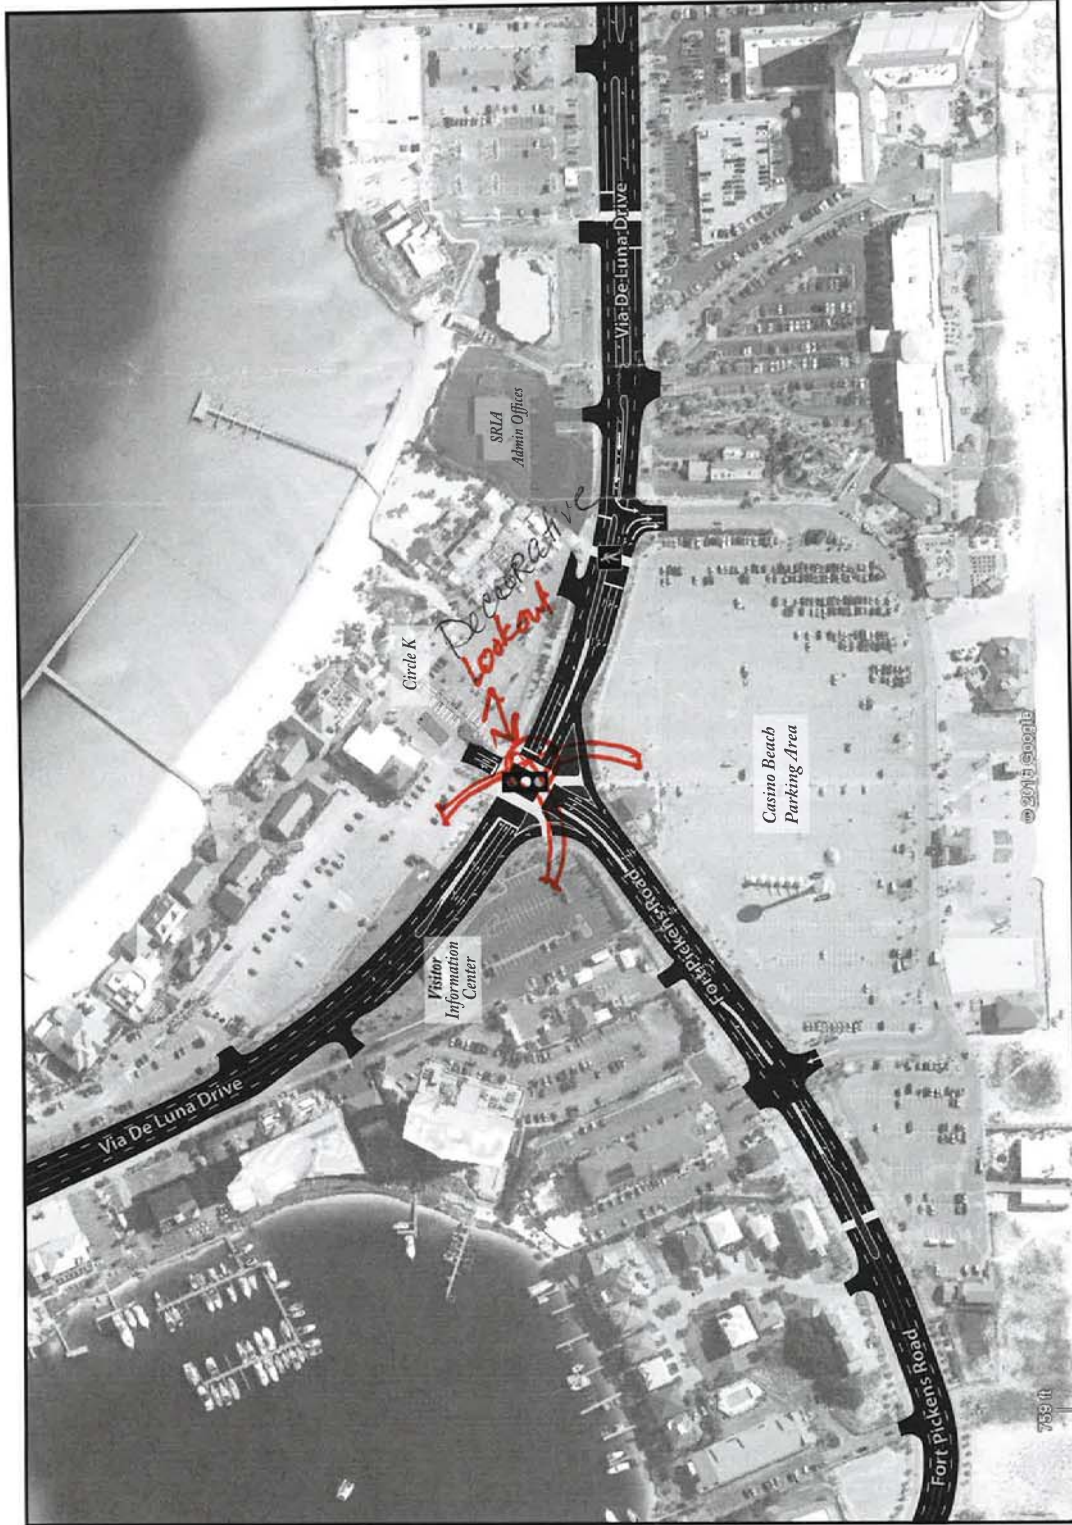 Via De Luna Drive
SRIA
Admin Offices
Decorative
Lookout
Circle K
Casino Beach
Parking Area
© 2013 Google
Visitor
Information
Center
Fort Pickens Road
Via De Luna Drive
Fort Pickens Road
759 ft